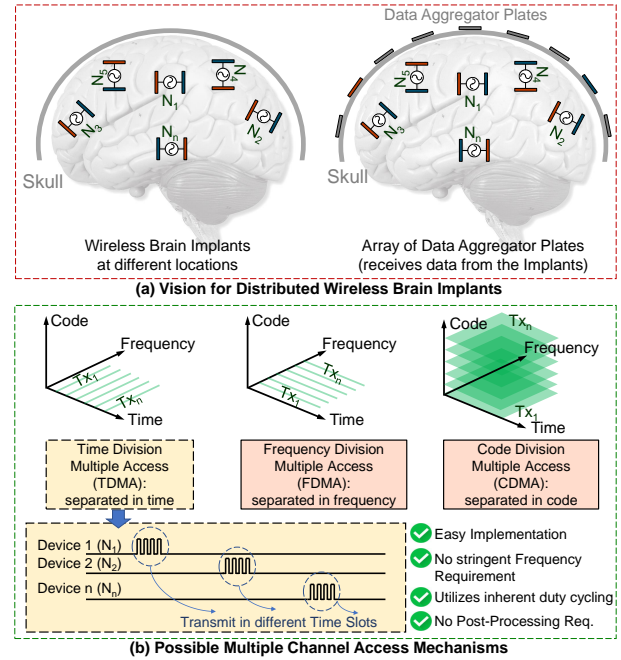 Data Aggregator Plates
N5
N4
N1
N3
N2
Nn
Skull
N5
N4
N1
N3
N2
Nn
Skull
Wireless Brain Implants
at different locations
Array of Data Aggregator Plates
(receives data from the Implants)
(a) Vision for Distributed Wireless Brain Implants
Code
Frequency
Tx1
Txn
Time
Code
Frequency
Txn
Tx1
Time
Code
Txn
Frequency
Tx1
Time
Time Division
Multiple Access
(TDMA):
separated in time
Frequency Division
Multiple Access
(FDMA):
separated in frequency
Code Division
Multiple Access
(CDMA):
separated in code
Device 1 (N1)
Device 2 (N2)
Device n (Nn)
Transmit in different Time Slots
Easy Implementation
No stringent Frequency
Requirement
Utilizes inherent duty cycling
No Post-Processing Req.
(b) Possible Multiple Channel Access Mechanisms